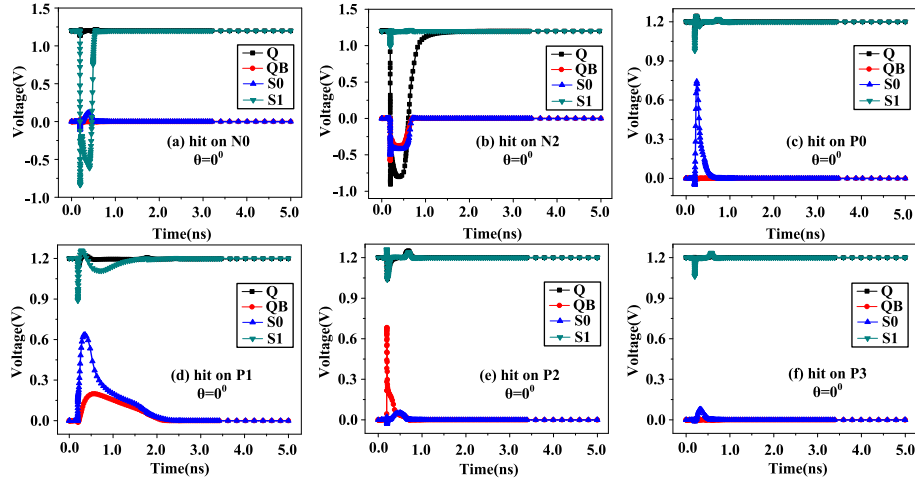 1.5
1.0
0.5
0.0
-0.5
-1.0
Voltage(V)
Q
QB
S0
S1
(a) hit on N0
θ=0⁰
0.0 1.0 2.0 3.0 4.0 5.0
Time(ns)
1.2
0.6
0.0
-0.6
-1.2
Voltage(V)
Q
QB
S0
S1
(b) hit on N2
θ=0⁰
0.0 1.0 2.0 3.0 4.0 5.0
Time(ns)
1.2
0.9
0.6
0.3
0.0
Voltage(V)
Q
QB
S0
S1
(c) hit on P0
θ=0⁰
0.0 1.0 2.0 3.0 4.0 5.0
Time(ns)
1.2
0.9
0.6
0.3
0.0
Voltage(V)
Q
QB
S0
S1
(d) hit on P1
θ=0⁰
0.0 1.0 2.0 3.0 4.0 5.0
Time(ns)
1.2
0.9
0.6
0.3
0.0
Voltage(V)
Q
QB
S0
S1
(e) hit on P2
θ=0⁰
0.0 1.0 2.0 3.0 4.0 5.0
Time(ns)
1.2
0.9
0.6
0.3
0.0
Voltage(V)
Q
QB
S0
S1
(f) hit on P3
θ=0⁰
0.0 1.0 2.0 3.0 4.0 5.0
Time(ns)